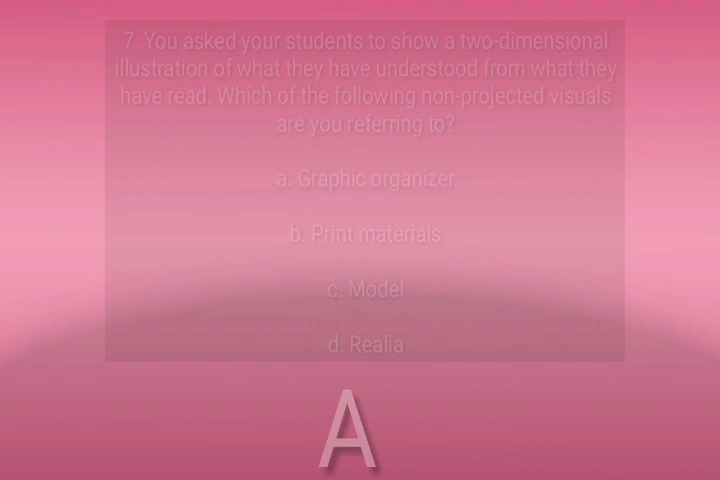 7. You asked your students to show a two-dimensional
illustration of what they have understood from what they
have read. Which of the following non-projected visuals
are you referring to?
a. Graphic organizer
b. Print materials
c. Model
d. Realia
A